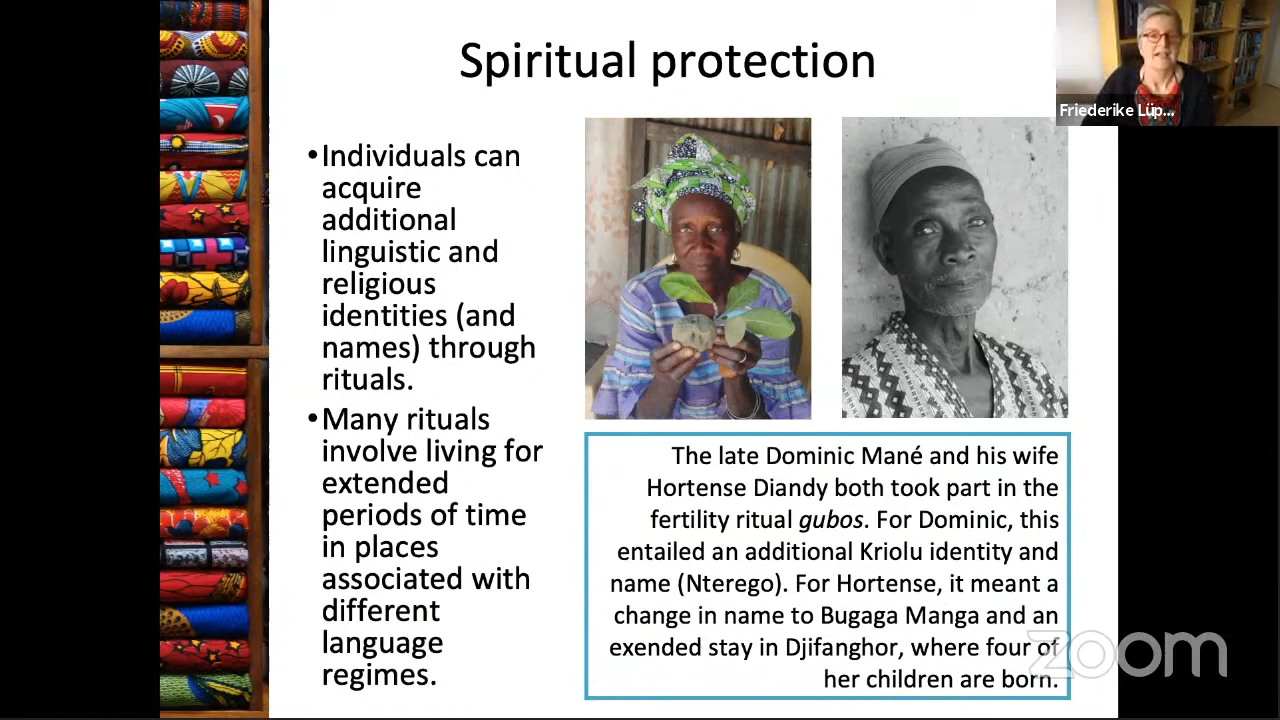 Spiritual protection
•Individuals can
acquire
additional
linguistic and
religious
identities (and
names) through
rituals.
•Many rituals
involve living for
extended
periods of time
in places
associated with
different
language
regimes.
The late Dominic Mané and his wife
Hortense Diandy both took part in the
fertility ritual gubos. For Dominic, this
entailed an additional Kriolu identity and
name (Nterego). For Hortense, it meant a
change in name to Bugaga Manga and an
exended stay in Djifanghor, where four of
her children are born.
Friederike Lüp...
zoom